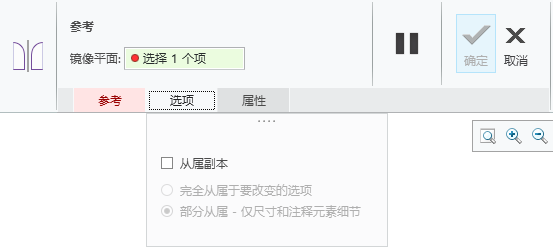 参考
镜像平面: 选择 1 个项
确定 取消
参考 选项 属性
从属副本
完全从属于要改变的选项
部分从属 - 仅尺寸和注释元素细节